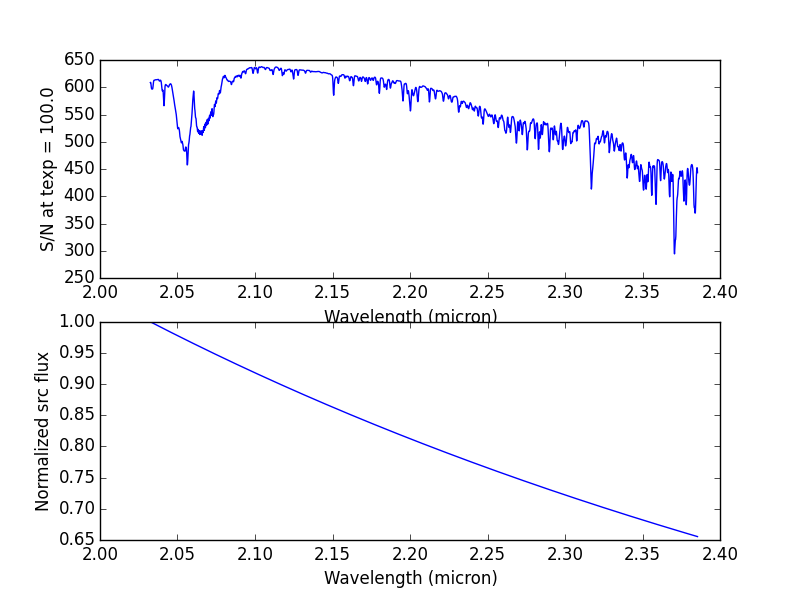 650
600
550
500
450
400
350
300
250
S/N at texp = 100.0
2.00 2.05 2.10 2.15 2.20 2.25 2.30 2.35 2.40
Wavelength (micron)
1.00
0.95
0.90
0.85
0.80
0.75
0.70
0.65
Normalized src flux
2.00 2.05 2.10 2.15 2.20 2.25 2.30 2.35 2.40
Wavelength (micron)